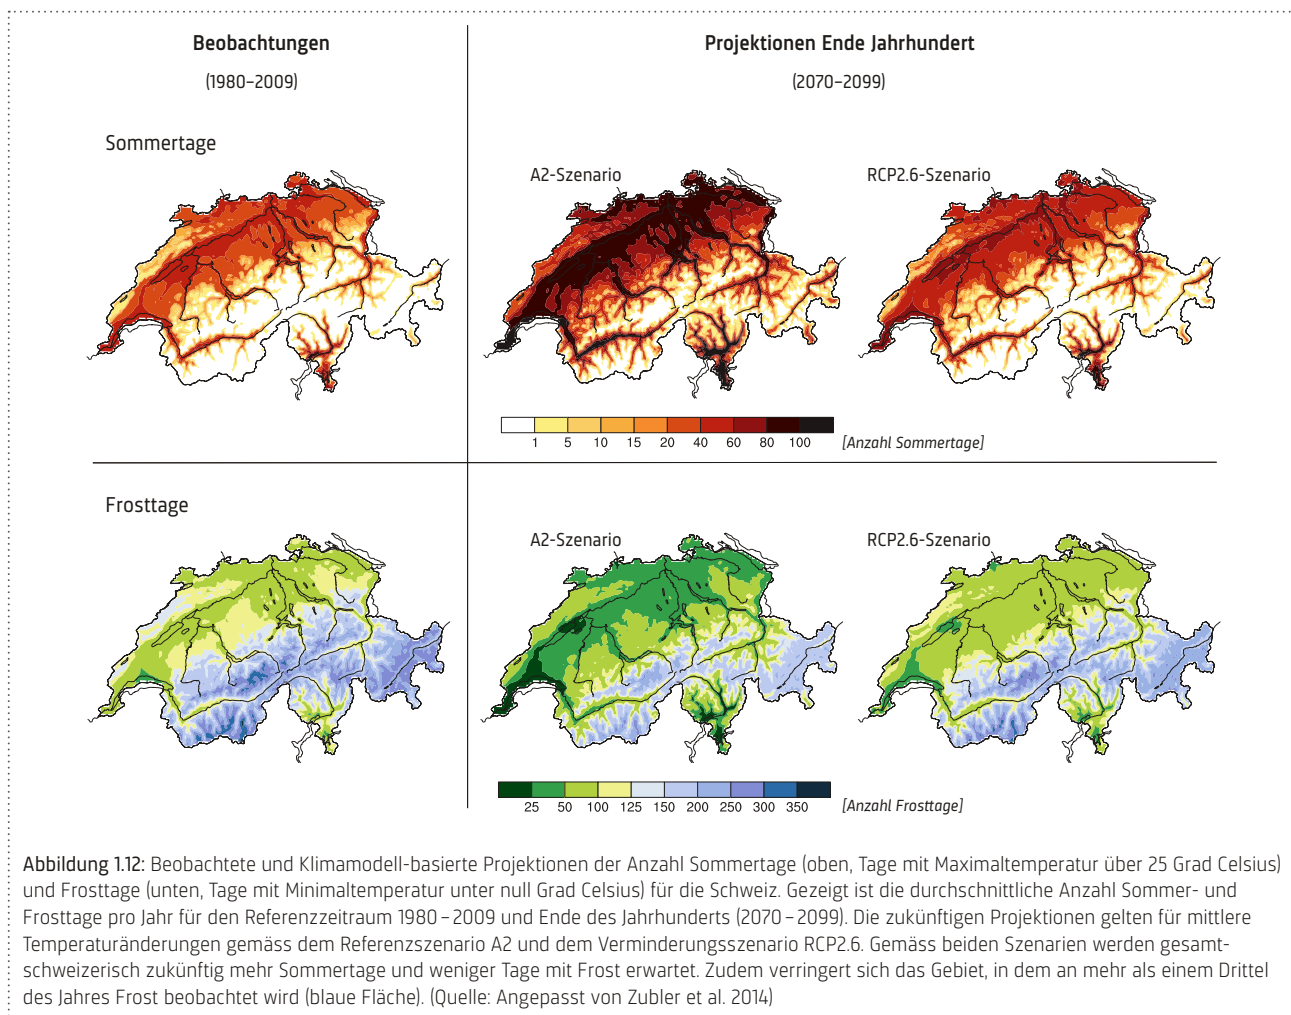 Beobachtungen
(1980–2009)
Projektionen Ende Jahrhundert
(2070–2099)
Sommertage
A2-Szenario
RCP2.6-Szenario
1 5 10 15 20 40 60 80 100
[Anzahl Sommertage]
Frosttage
A2-Szenario
RCP2.6-Szenario
25 50 100 125 150 200 250 300 350
[Anzahl Frosttage]
Abbildung 1.12: Beobachtete und Klimamodell-basierte Projektionen der Anzahl Sommertage (oben, Tage mit Maximaltemperatur über 25 Grad Celsius)
und Frosttage (unten, Tage mit Minimaltemperatur unter null Grad Celsius) für die Schweiz. Gezeigt ist die durchschnittliche Anzahl Sommer- und
Frosttage pro Jahr für den Referenzzeitraum 1980 – 2009 und Ende des Jahrhunderts (2070 – 2099). Die zukünftigen Projektionen gelten für mittlere
Temperaturänderungen gemäss dem Referenzszenario A2 und dem Verminderungsszenario RCP2.6. Gemäss beiden Szenarien werden gesamt-
schweizerisch zukünftig mehr Sommertage und weniger Tage mit Frost erwartet. Zudem verringert sich das Gebiet, in dem an mehr als einem Drittel
des Jahres Frost beobachtet wird (blaue Fläche). (Quelle: Angepasst von Zubler et al. 2014)